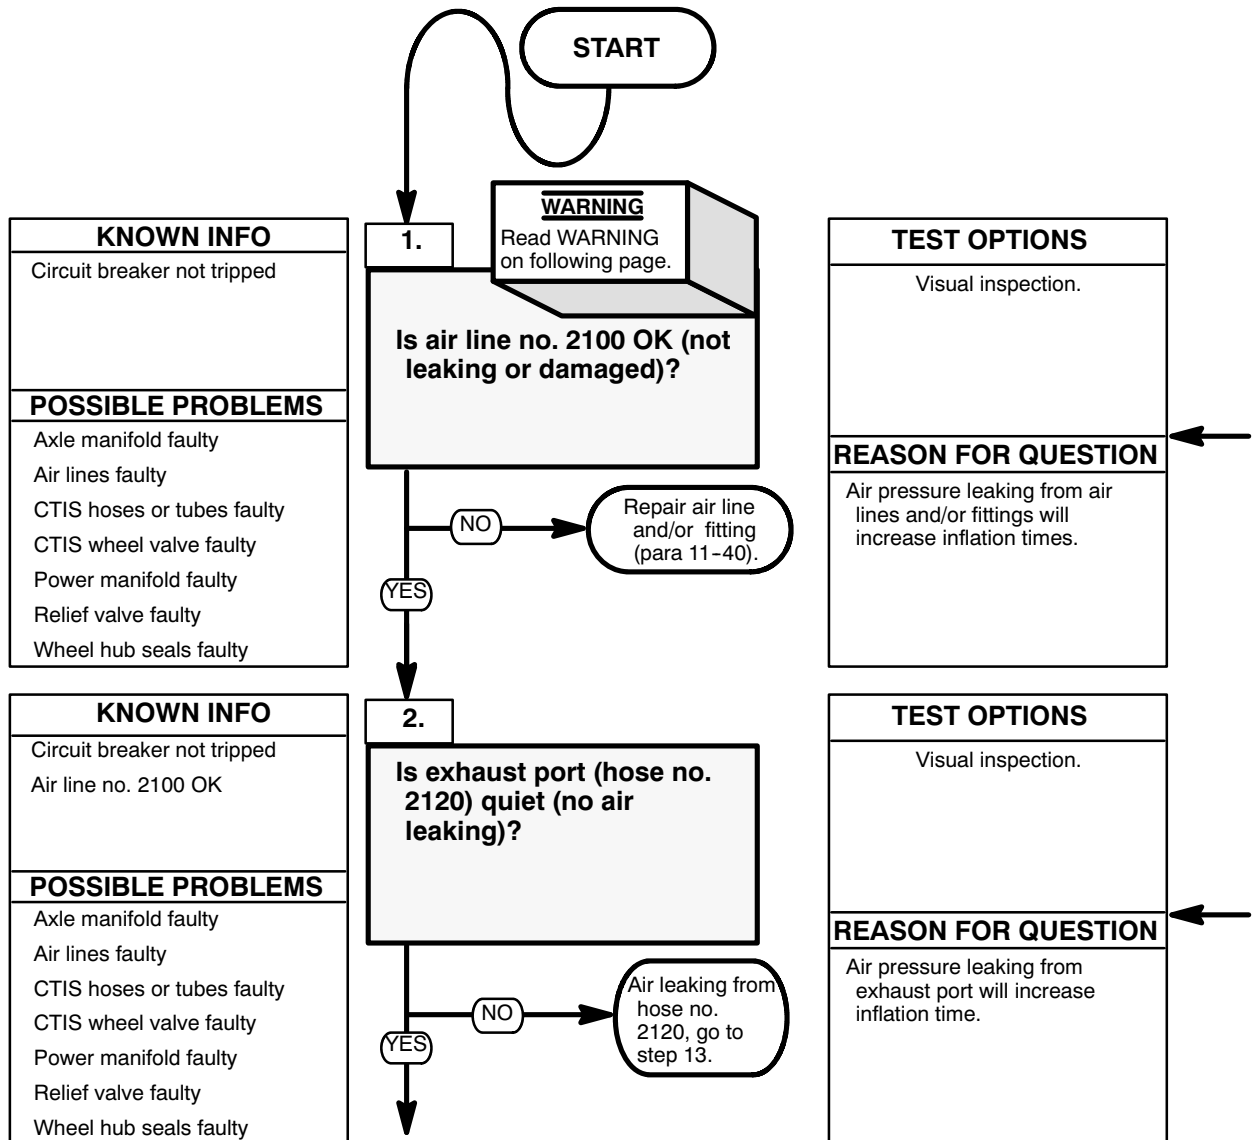 START
WARNING
Read WARNING
on following page.
KNOWN INFO
Circuit breaker not tripped
POSSIBLE PROBLEMS
Axle manifold faulty
Air lines faulty
CTIS hoses or tubes faulty
CTIS wheel valve faulty
Power manifold faulty
Relief valve faulty
Wheel hub seals faulty
1.
Is air line no. 2100 OK (not
leaking or damaged)?
NO
Repair air line
and/or fitting
(para 11-40).
YES
TEST OPTIONS
Visual inspection.
REASON FOR QUESTION
Air pressure leaking from air
lines and/or fittings will
increase inflation times.
KNOWN INFO
Circuit breaker not tripped
Air line no. 2100 OK
POSSIBLE PROBLEMS
Axle manifold faulty
Air lines faulty
CTIS hoses or tubes faulty
CTIS wheel valve faulty
Power manifold faulty
Relief valve faulty
Wheel hub seals faulty
2.
Is exhaust port (hose no.
2120) quiet (no air
leaking)?
NO
Air leaking from
hose no.
2120, go to
step 13.
YES
TEST OPTIONS
Visual inspection.
REASON FOR QUESTION
Air pressure leaking from
exhaust port will increase
inflation time.